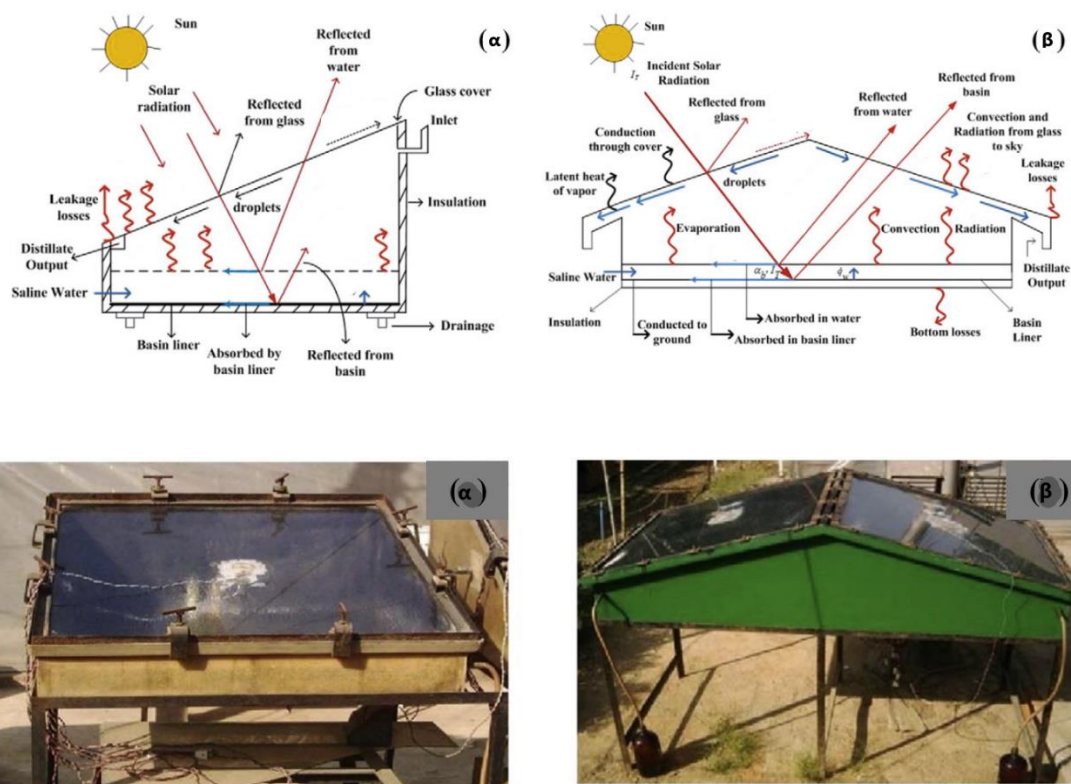 Sun
Reflected
from
water
(α)
Solar
radiation
Reflected
from glass
Glass cover
Inlet
Leakage
losses
droplets
Insulation
Distillate
Output
Saline Water
Drainage
Basin liner
Absorbed by
basin liner
Reflected from
basin
Sun
(β)
I_T
Incident Solar
Radiation
Reflected from
basin
Reflected from
glass
Reflected from
water
Convection and
Radiation from glass
to sky
Conduction
through cover
Leakage
losses
Latent heat
of vapor
droplets
Evaporation
Convection
Radiation
α_b' I_T
q̇_w
Saline Water
Distillate
Output
Absorbed in water
Insulation
Conducted to
ground
Absorbed in basin liner
Bottom losses
Basin
Liner
(α)
(β)